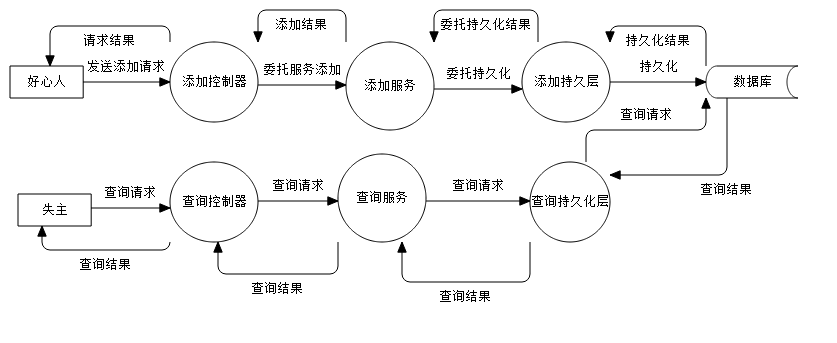 请求结果
添加结果
委托持久化结果
持久化结果
好心人
发送添加请求
添加控制器
委托服务添加
添加服务
委托持久化
添加持久层
持久化
数据库
查询请求
查询结果
失主
查询请求
查询控制器
查询请求
查询服务
查询请求
查询持久化层
查询结果
查询结果
查询结果